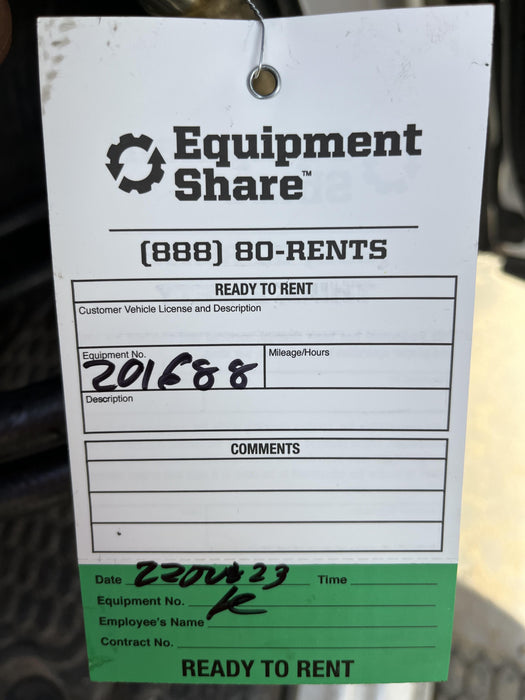 Equipment
Share™
(888) 80-RENTS
READY TO RENT
Customer Vehicle License and Description
Equipment No.
201688
Mileage/Hours
Description
COMMENTS
Date
Time
Equipment No.
Employee's Name
Contract No.
READY TO RENT